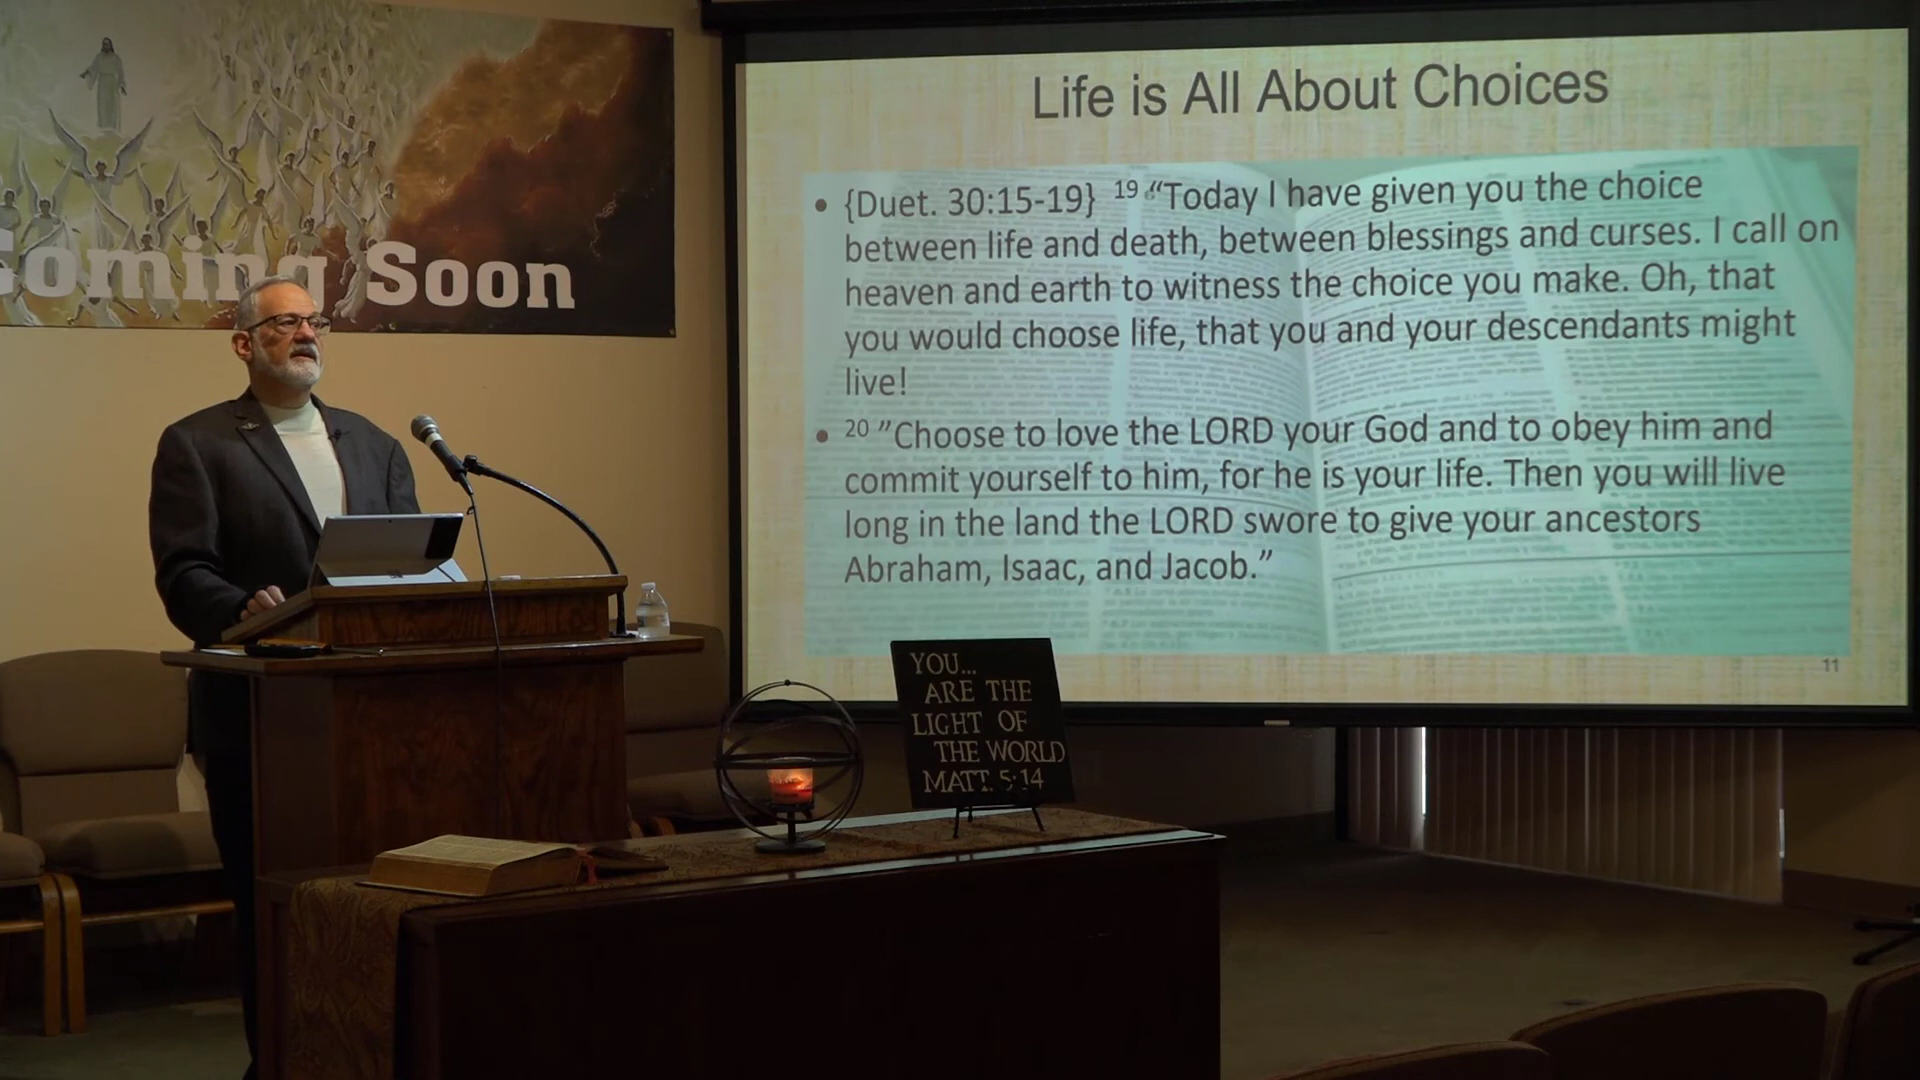 Coming Soon
Life is All About Choices
• {Duet. 30:15-19} 19 “Today I have given you the choice
between life and death, between blessings and curses. I call on
heaven and earth to witness the choice you make. Oh, that
you would choose life, that you and your descendants might
live!
• 20 ”Choose to love the LORD your God and to obey him and
commit yourself to him, for he is your life. Then you will live
long in the land the LORD swore to give your ancestors
Abraham, Isaac, and Jacob.”
11
YOU...
ARE THE
LIGHT OF
THE WORLD
MATT. 5:14